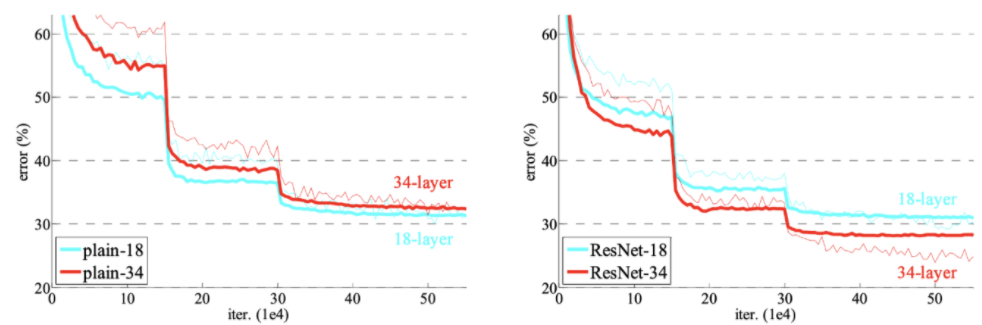 60
50
40
30
20
error (%)
34-layer
18-layer
plain-18
plain-34
0
10
20
30
40
50
iter. (1e4)
60
50
40
30
20
error (%)
18-layer
34-layer
ResNet-18
ResNet-34
0
10
20
30
40
50
iter. (1e4)